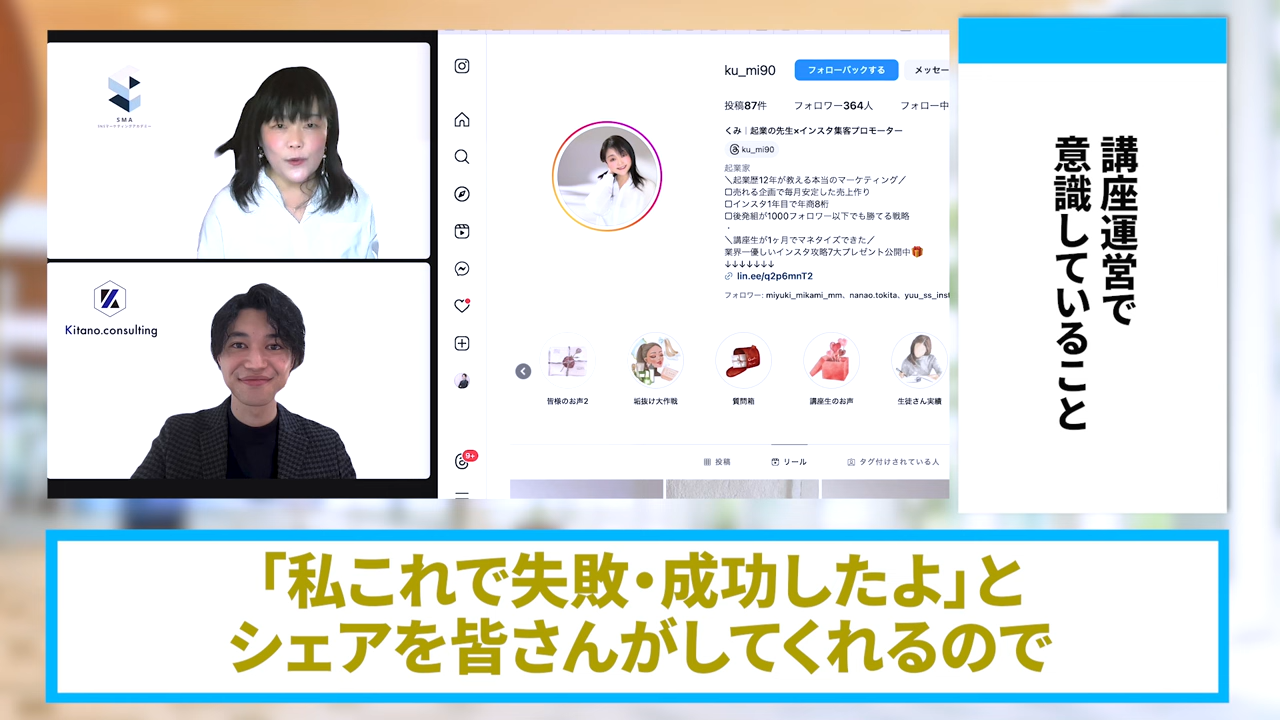 SMA
Kitano.consulting
ku_mi90
フォローバックする
メッセー
投稿87件
フォロワー364人
フォロー中
くみ｜起業の先生×インスタ集客プロモーター
ku_mi90
起業家
＼起業歴12年が教える本当のマーケティング／
□売れる企画で毎月安定した売上作り
□インスタ1年目で年商8桁
□後発組が1000フォロワー以下でも勝てる戦略
・
＼講座生が1ヶ月でマネタイズできた／
業界一優しいインスタ攻略7大プレゼント公開中🎁
↓↓↓↓↓↓↓
lin.ee/q2p6mnT2
フォロワー: miyuki_mikami_mm、nanao.tokita、yuu_ss_inst
皆様のお声2
垢抜け大作戦
質問箱
講座生のお声
生徒さん実績
9+
投稿
リール
タグ付けされている人
講座運営で
意識していること
「私これで失敗・成功したよ」と
シェアを皆さんがしてくれるので